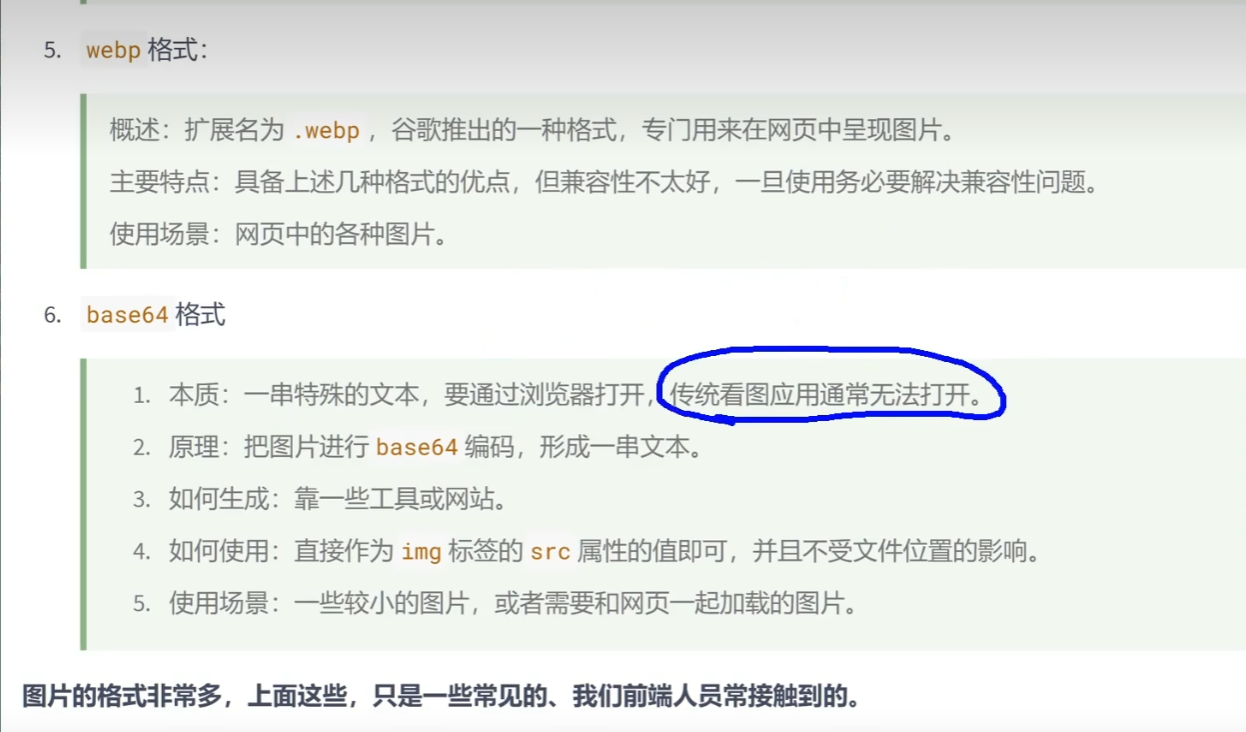 5. webp 格式：
概述：扩展名为 .webp ，谷歌推出的一种格式，专门用来在网页中呈现图片。
主要特点：具备上述几种格式的优点，但兼容性不太好，一旦使用务必要解决兼容性问题。
使用场景：网页中的各种图片。
6. base64 格式
1. 本质：一串特殊的文本，要通过浏览器打开，传统看图应用通常无法打开。
2. 原理：把图片进行 base64 编码，形成一串文本。
3. 如何生成：靠一些工具或网站。
4. 如何使用：直接作为 img 标签的 src 属性的值即可，并且不受文件位置的影响。
5. 使用场景：一些较小的图片，或者需要和网页一起加载的图片。
图片的格式非常多，上面这些，只是一些常见的、我们前端人员常接触到的。